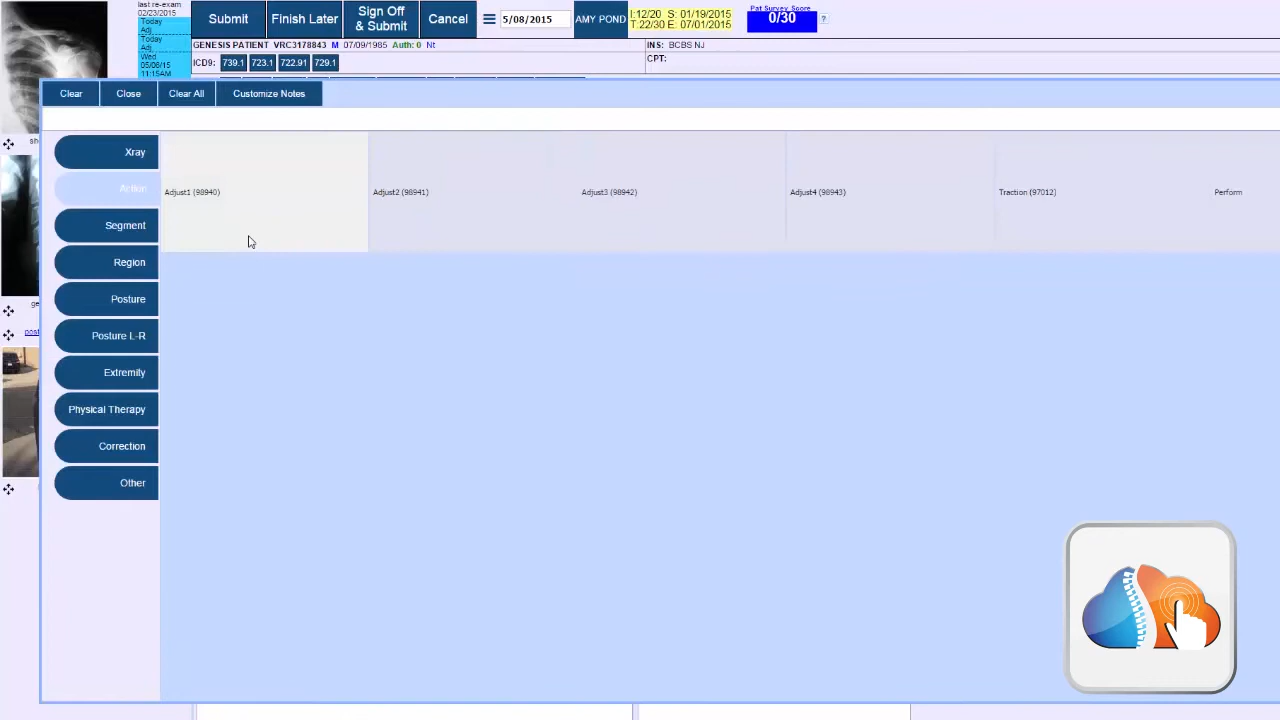 last re-exam
02/23/2015
Today
Adj
Today
Adj
Wed
05/06/15
11:15AM
Submit
Finish Later
Sign Off
& Submit
Cancel
5/08/2015
AMY POND
I:12/20 S: 01/19/2015
T:22/30 E: 07/01/2015
Pat Survey Score
0/30
?
GENESIS PATIENT VRC3178843 M 07/09/1985 Auth: 0 Nt
INS: BCBS NJ
ICD9: 739.1 723.1 722.91 729.1
CPT:
Clear
Close
Clear All
Customize Notes
Xray
Action
Segment
Region
Posture
Posture L-R
Extremity
Physical Therapy
Correction
Other
Adjust1 (98940)
Adjust2 (98941)
Adjust3 (98942)
Adjust4 (98943)
Traction (97012)
Perform